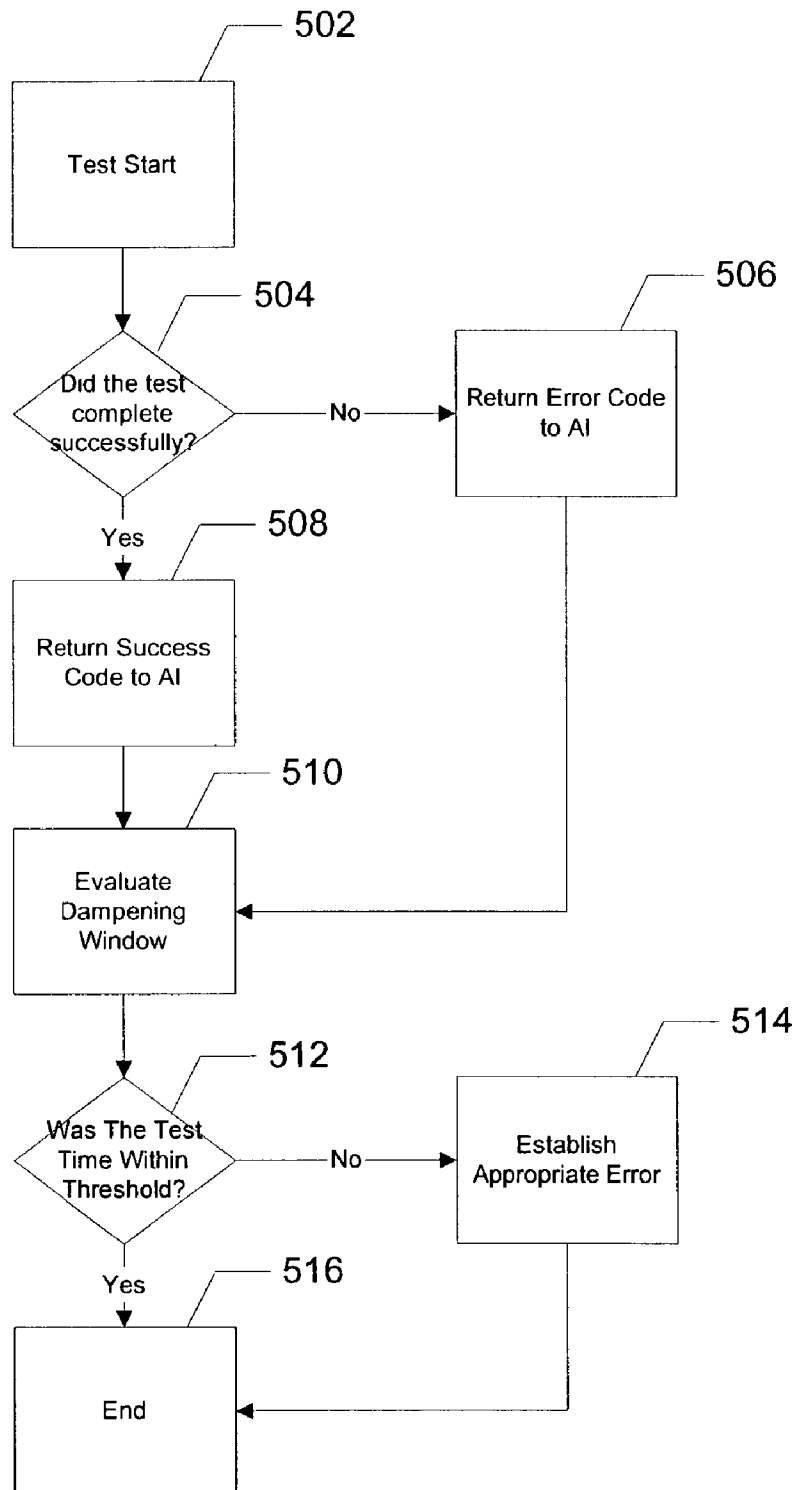 502
Test Start
504
506
Did the test
complete
successfully?
No
Return Error Code
to AI
Yes
508
Return Success
Code to AI
510
Evaluate
Dampening
Window
512
514
Was The Test
Time Within
Threshold?
No
Establish
Appropriate Error
Yes
516
End